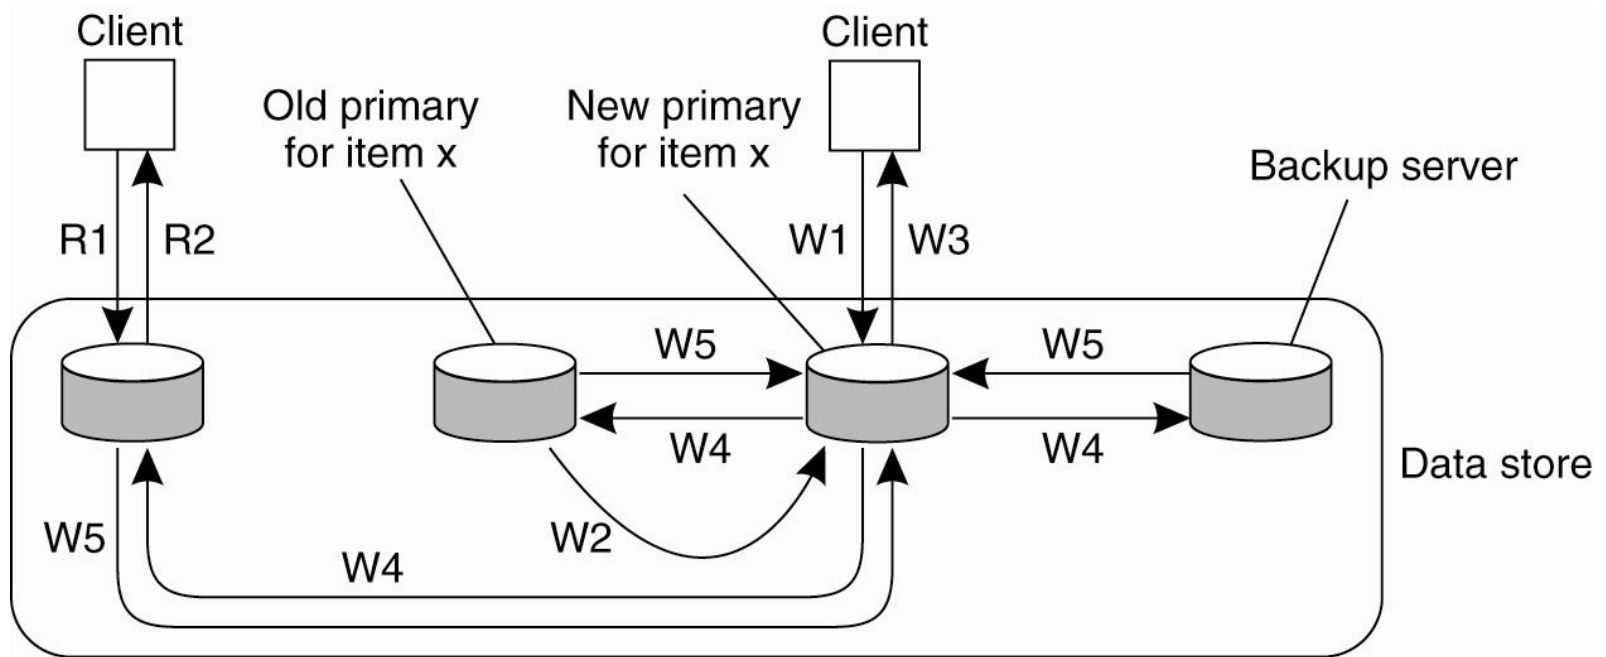 Client
Client
Old primary
for item x
New primary
for item x
Backup server
R1
R2
W1
W3
W5
W5
W4
W4
Data store
W5
W2
W4